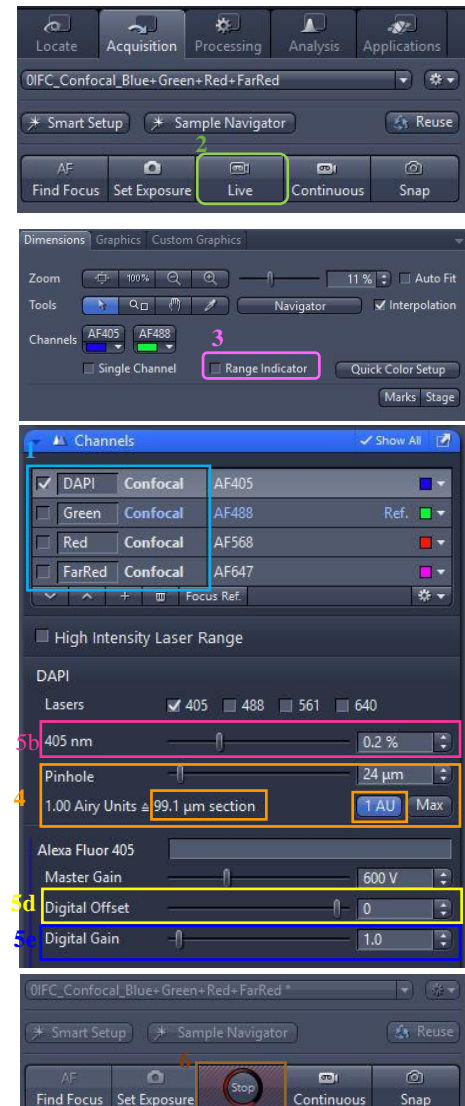 Locate Acquisition Processing Analysis Applications
0IFC_Confocal_Blue+Green+Red+FarRed
Smart Setup Sample Navigator Reuse
2
AF
Find Focus Set Exposure Live Continuous Snap
Dimensions Graphics Custom Graphics
Zoom 100% 11 % Auto Fit
Tools Navigator Interpolation
Channels AF405 AF488
3
Single Channel Range Indicator Quick Color Setup
Marks Stage
Channels Show All
1
DAPI Confocal AF405
Green Confocal AF488 Ref.
Red Confocal AF568
FarRed Confocal AF647
Focus Ref.
High Intensity Laser Range
DAPI
Lasers 405 488 561 640
5b 405 nm 0.2 %
Pinhole 24 µm
4
1.00 Airy Units ≙ 99.1 µm section 1 AU Max
Alexa Fluor 405
Master Gain 600 V
5d Digital Offset 0
5e Digital Gain 1.0
0IFC_Confocal_Blue+Green+Red+FarRed *
Smart Setup Sample Navigator Reuse
AF Stop
Find Focus Set Exposure Continuous Snap